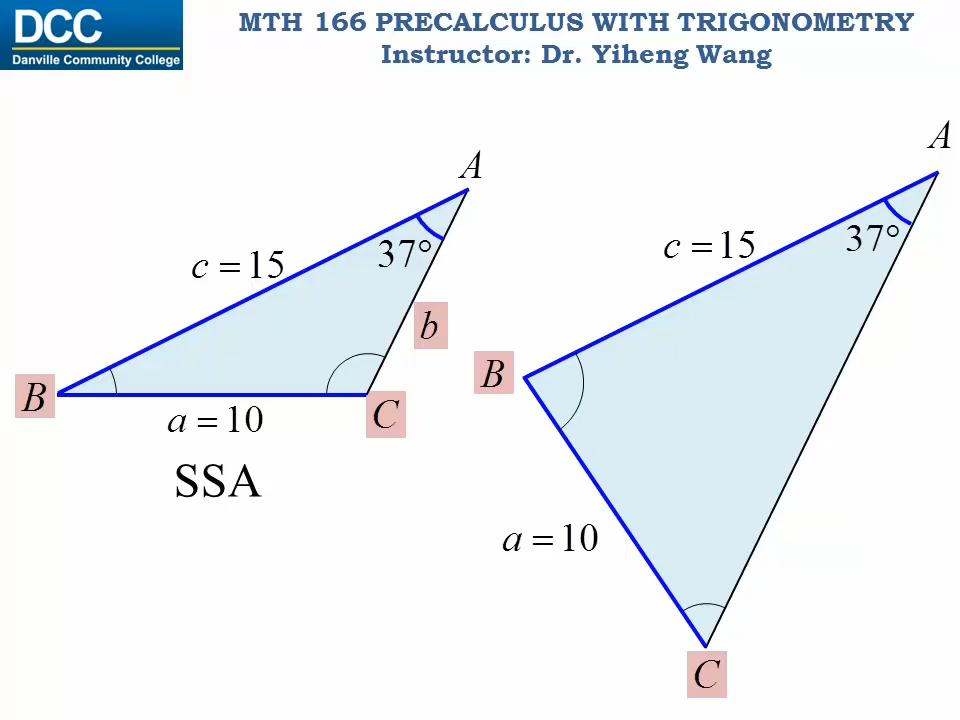 DCC
Danville Community College
MTH 166 PRECALCULUS WITH TRIGONOMETRY
Instructor: Dr. Yiheng Wang
A
c = 15
37°
b
B
a = 10
C
SSA
A
c = 15
37°
B
a = 10
C